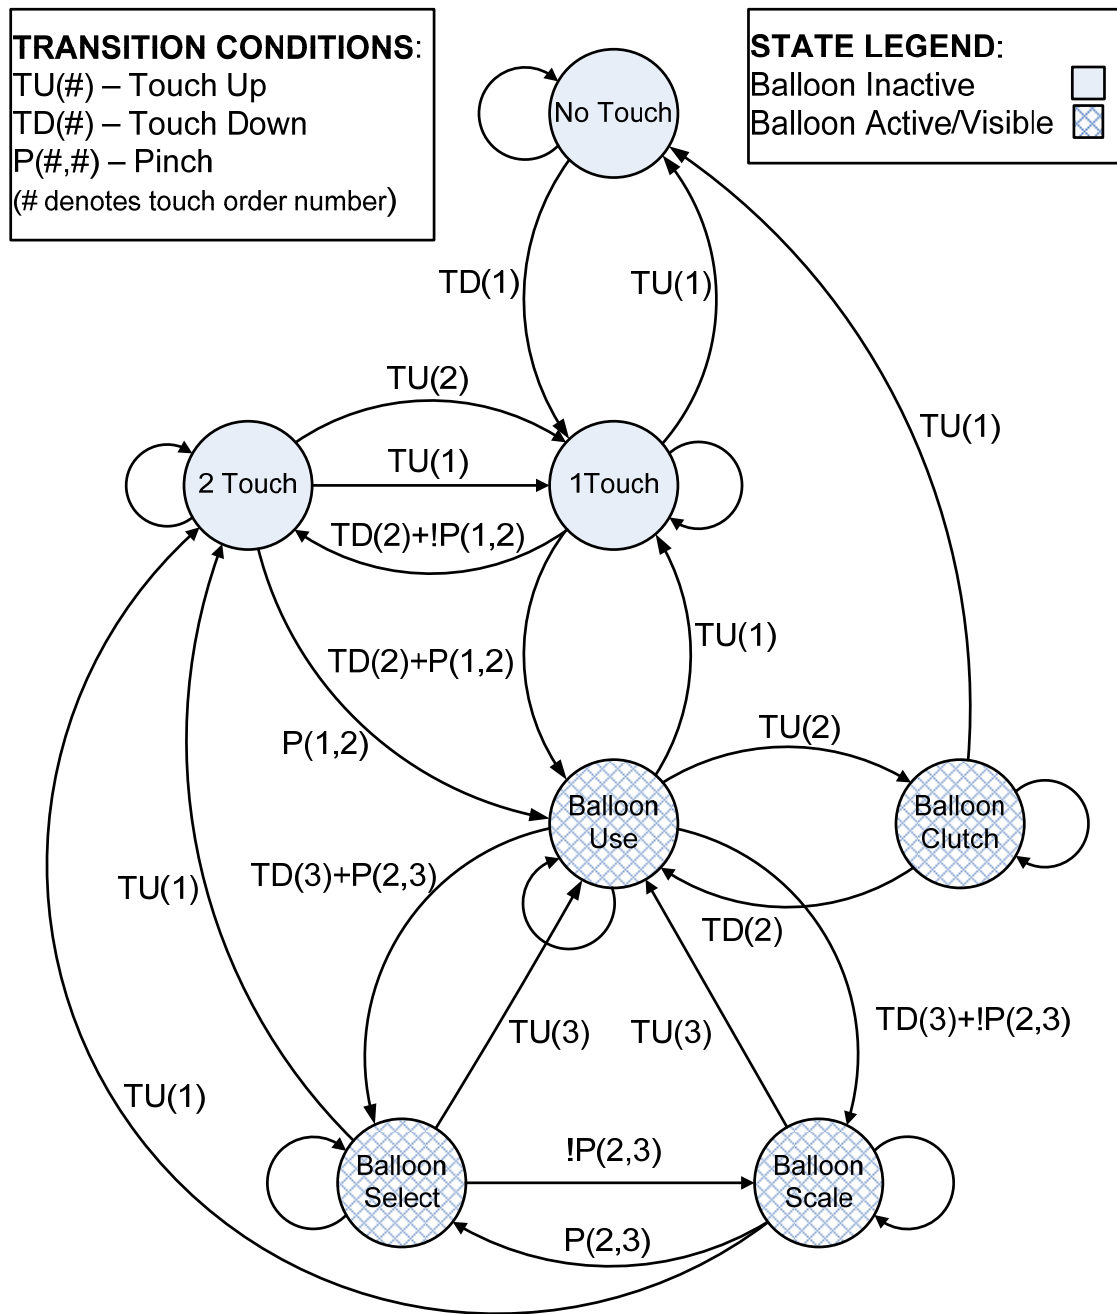 TRANSITION CONDITIONS:
TU(#) – Touch Up
TD(#) – Touch Down
P(#,#) – Pinch
(# denotes touch order number)
STATE LEGEND:
Balloon Inactive
Balloon Active/Visible
No Touch
TD(1)
TU(1)
TU(2)
TU(1)
2 Touch
TU(1)
1Touch
TD(2)+!P(1,2)
TD(2)+P(1,2)
TU(1)
P(1,2)
TU(2)
Balloon
Use
Balloon
Clutch
TD(3)+P(2,3)
TU(1)
TD(2)
TU(3)
TU(3)
TD(3)+!P(2,3)
TU(1)
Balloon
Select
!P(2,3)
Balloon
Scale
P(2,3)